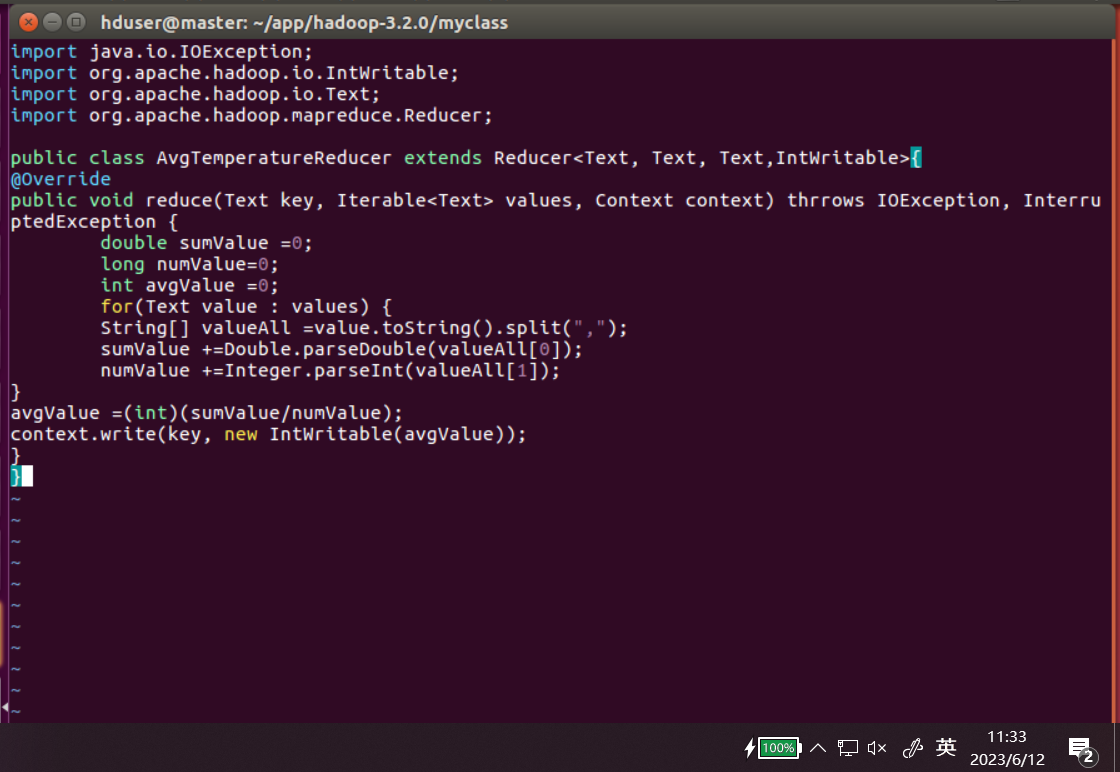 hduser@master: ~/app/hadoop-3.2.0/myclass
import java.io.IOException;
import org.apache.hadoop.io.IntWritable;
import org.apache.hadoop.io.Text;
import org.apache.hadoop.mapreduce.Reducer;
public class AvgTemperatureReducer extends Reducer<Text, Text, Text,IntWritable>{
@Override
public void reduce(Text key, Iterable<Text> values, Context context) thrrows IOException, Interru
ptedException {
double sumValue =0;
long numValue=0;
int avgValue =0;
for(Text value : values) {
String[] valueAll =value.toString().split(",");
sumValue +=Double.parseDouble(valueAll[0]);
numValue +=Integer.parseInt(valueAll[1]);
}
avgValue =(int)(sumValue/numValue);
context.write(key, new IntWritable(avgValue));
}
}
~
~
~
~
~
~
~
~
~
~
~
100%
英
11:33
2023/6/12
2